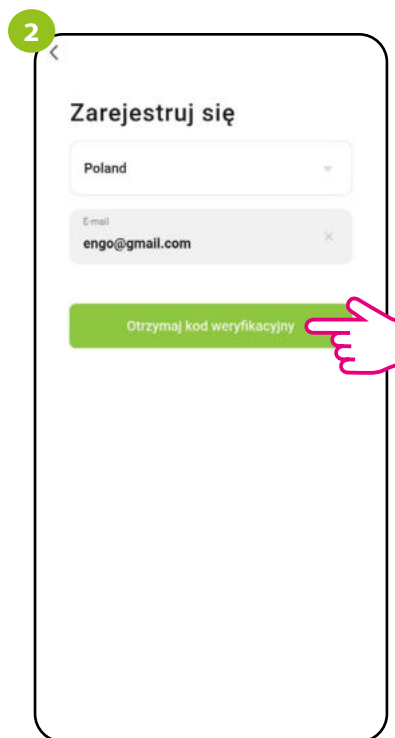 2
Zarejestruj się
Poland
E-mail
engo@gmail.com
Otrzymaj kod weryfikacyjny